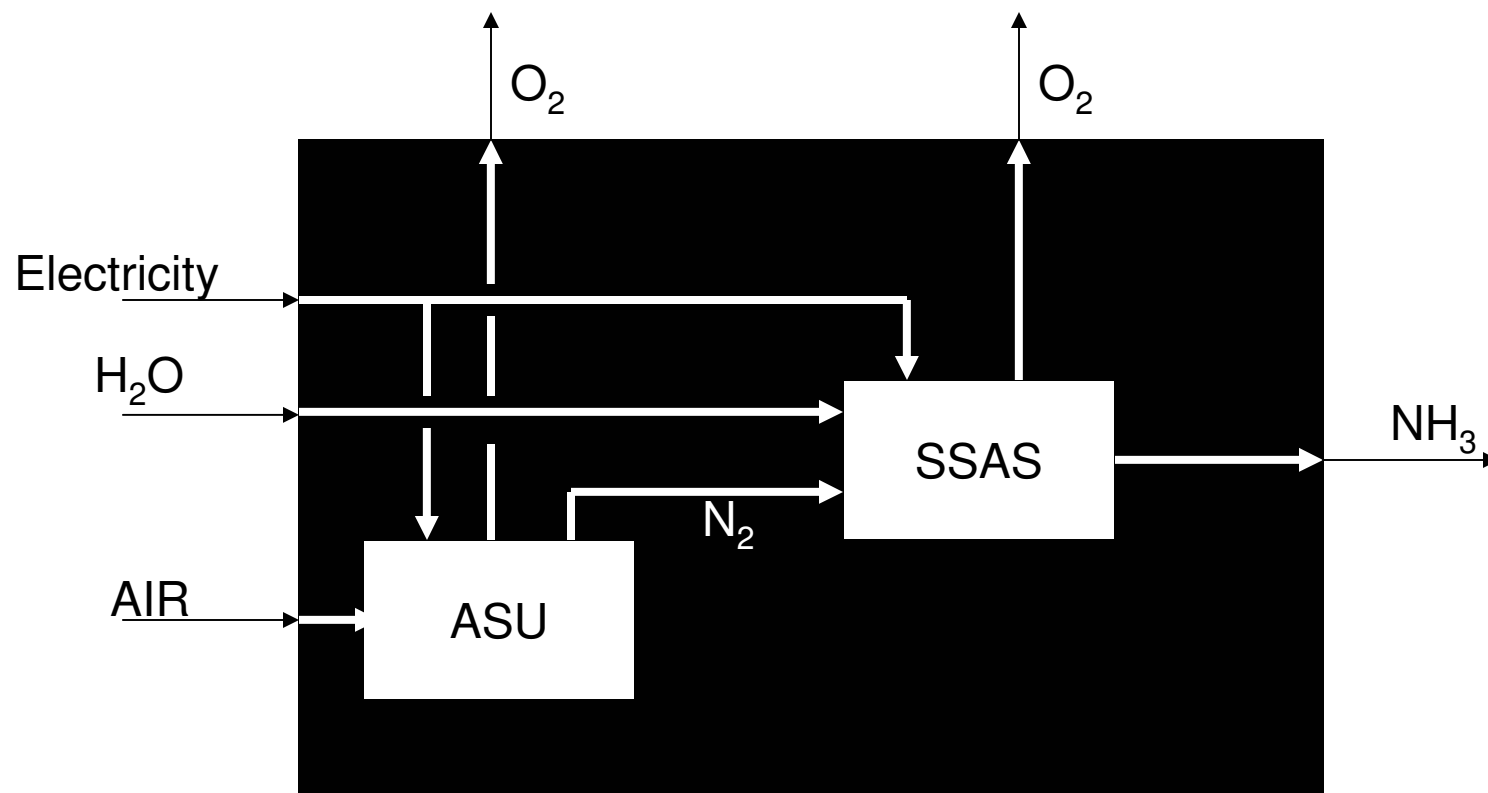 O₂
O₂
Electricity
H₂O
NH₃
SSAS
N₂
AIR
ASU